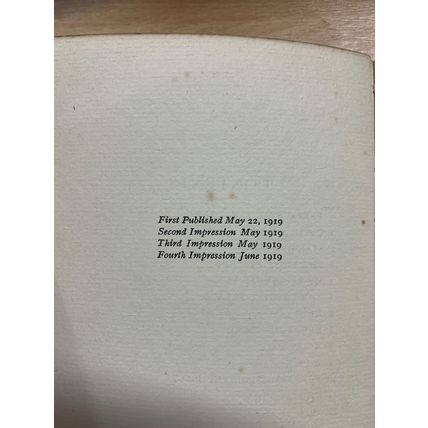 First Published May 22, 1919
Second Impression May 1919
Third Impression May 1919
Fourth Impression June 1919